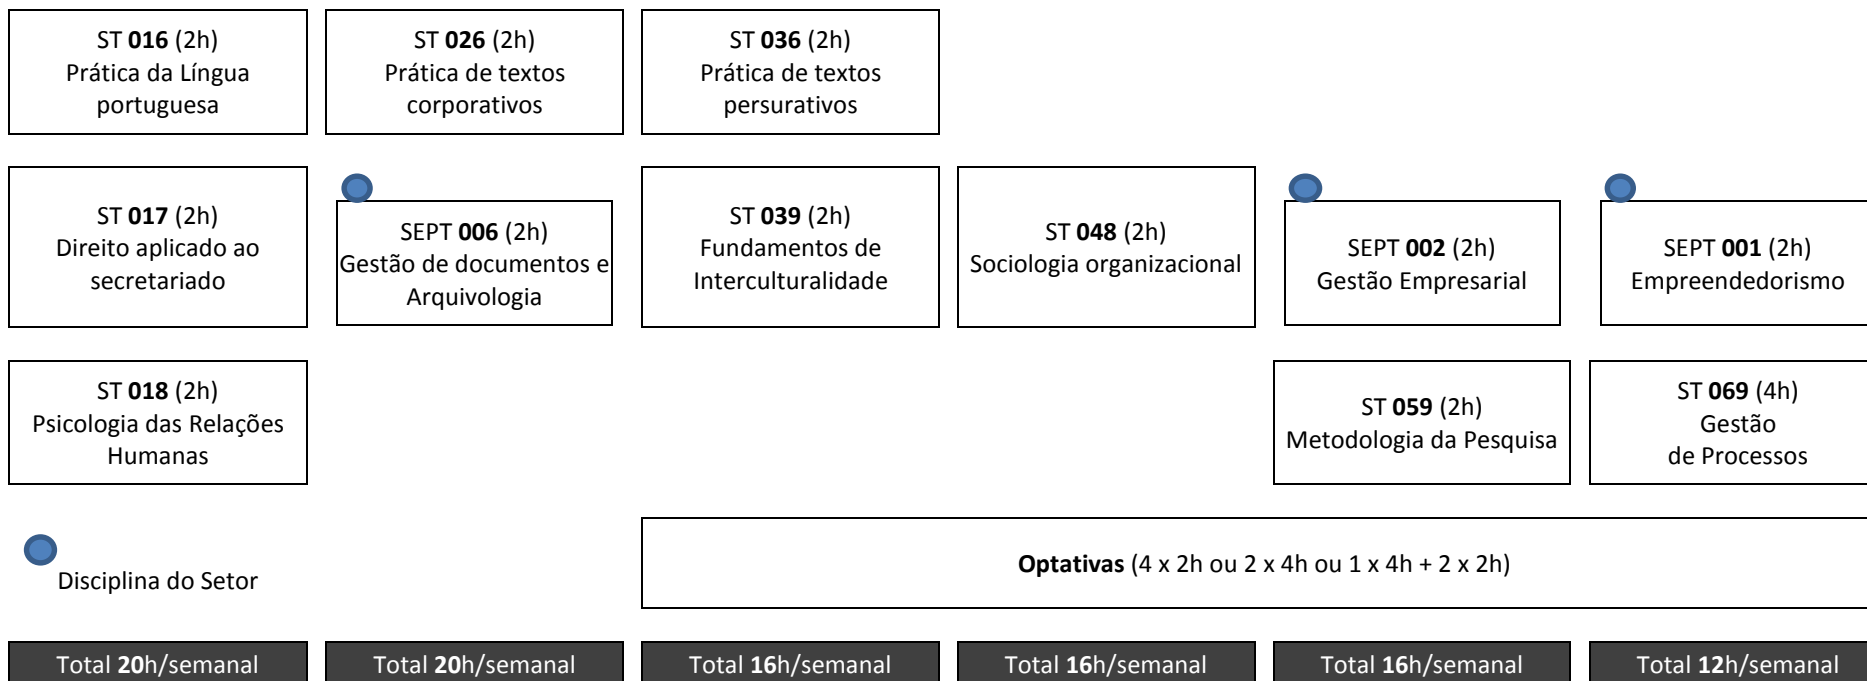 ST 016 (2h)
Prática da Língua
portuguesa
ST 026 (2h)
Prática de textos
corporativos
ST 036 (2h)
Prática de textos
persurativos
ST 017 (2h)
Direito aplicado ao
secretariado
SEPT 006 (2h)
Gestão de documentos e
Arquivologia
ST 039 (2h)
Fundamentos de
Interculturalidade
ST 048 (2h)
Sociologia organizacional
SEPT 002 (2h)
Gestão Empresarial
SEPT 001 (2h)
Empreendedorismo
ST 018 (2h)
Psicologia das Relações
Humanas
ST 059 (2h)
Metodologia da Pesquisa
ST 069 (4h)
Gestão
de Processos
Disciplina do Setor
Optativas (4 x 2h ou 2 x 4h ou 1 x 4h + 2 x 2h)
Total 20h/semanal
Total 20h/semanal
Total 16h/semanal
Total 16h/semanal
Total 16h/semanal
Total 12h/semanal